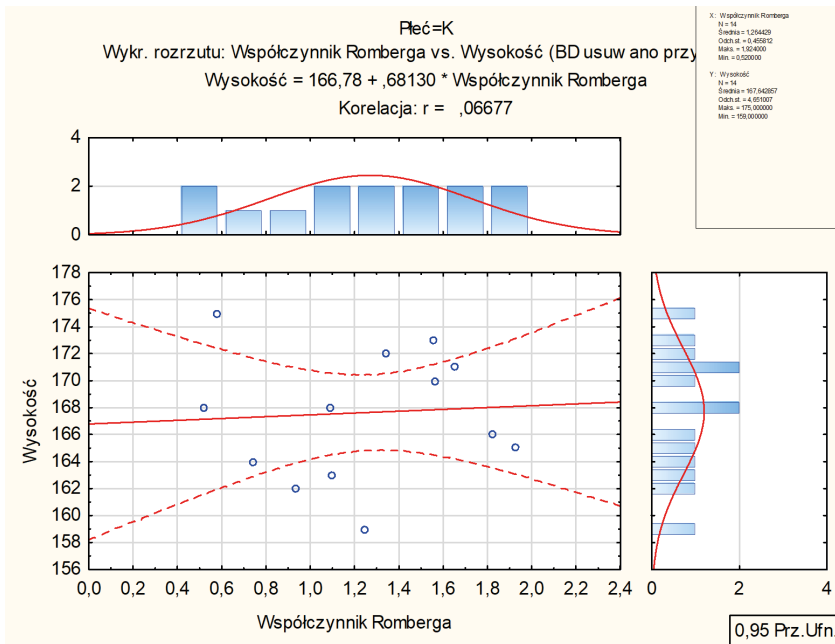 Płeć=K
Wykr. rozrzutu: Współczynnik Romberga vs. Wysokość (BD usuw ano przy
Wysokość = 166,78 + ,68130 * Współczynnik Romberga
Korelacja: r = ,06677
X: Współczynnik Romberga
N = 14
Średnia = 1,264429
Odch.st. = 0,455812
Maks. = 1,924000
Min. = 0,520000
Y: Wysokość
N = 14
Średnia = 167,642857
Odch.st. = 4,651007
Maks. = 175,000000
Min. = 159,000000
4
2
0
178
176
174
172
170
168
166
164
162
160
158
156
Wysokość
0,0 0,2 0,4 0,6 0,8 1,0 1,2 1,4 1,6 1,8 2,0 2,2 2,4
Współczynnik Romberga
0 2 4
0,95 Prz.Ufn